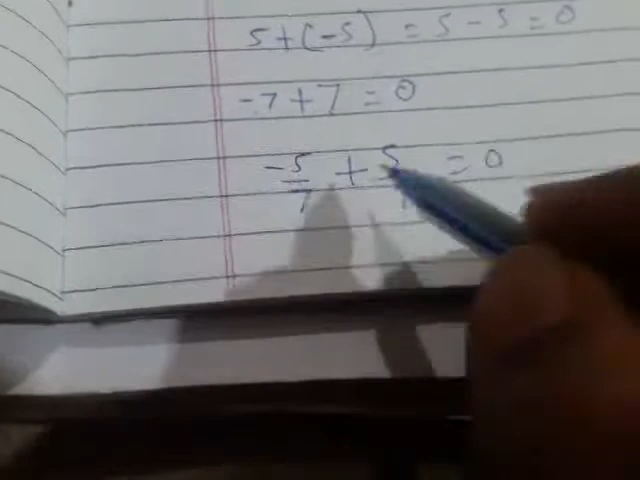 5 + (-5) = 5 - 5 = 0
-7 + 7 = 0
-5/7 + 5 = 0